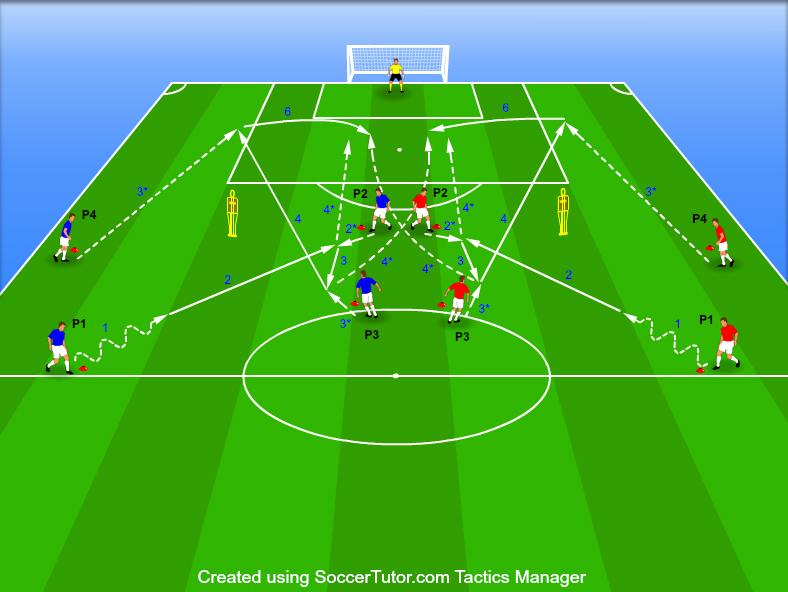 6 6
3* 3*
P2 P2
4* 4*
P4 4 4 P4
2* 2*
3 4* 4* 3
2 2
3* 3*
P1 1 P3 P3 1 P1
Created using SoccerTutor.com Tactics Manager